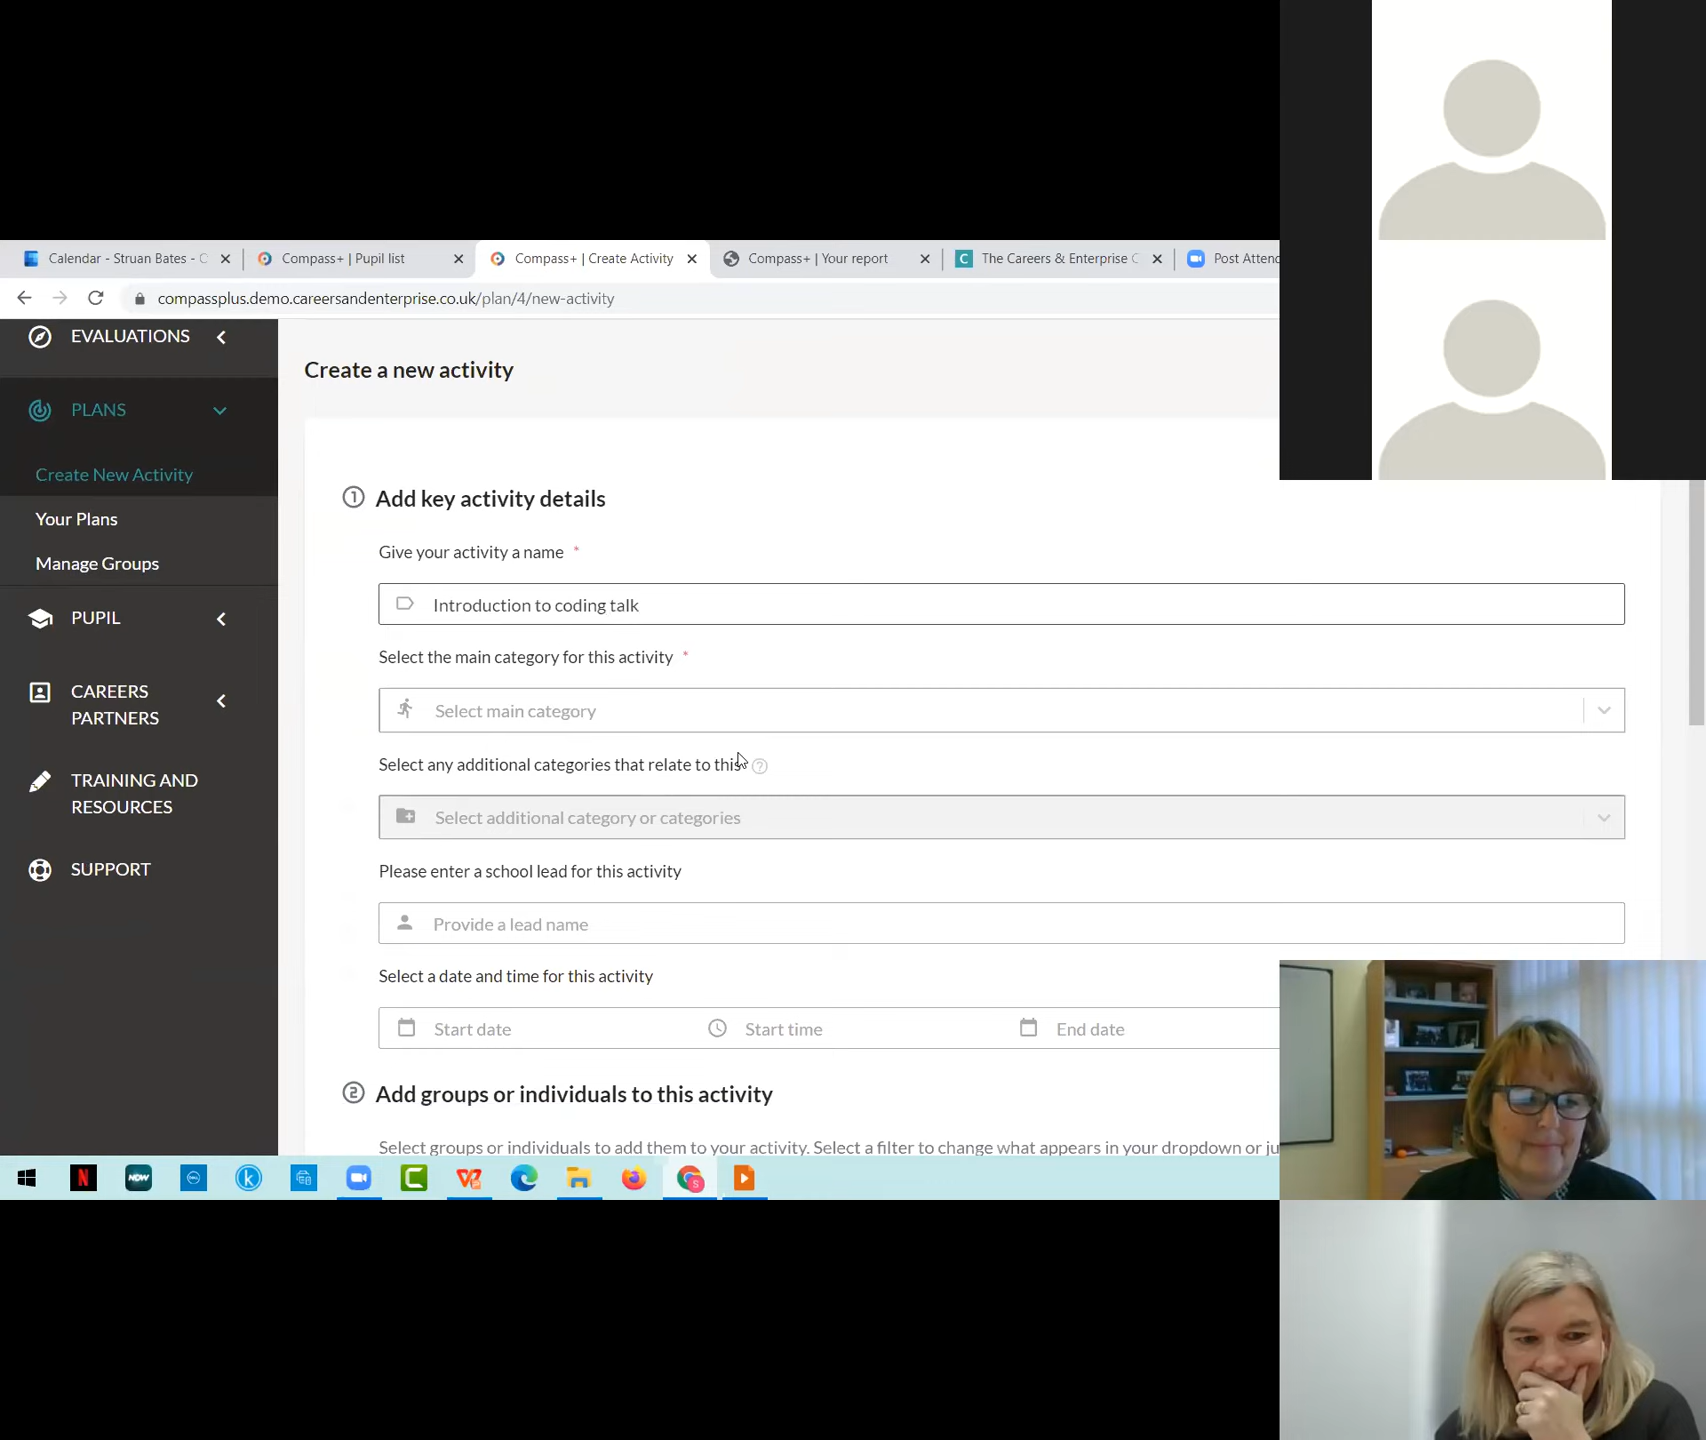 Calendar - Struan Bates - C
Compass+ | Pupil list
Compass+ | Create Activity
Compass+ | Your report
The Careers & Enterprise C
Post Attend
compassplus.demo.careersandenterprise.co.uk/plan/4/new-activity
EVALUATIONS
PLANS
Create New Activity
Your Plans
Manage Groups
PUPIL
CAREERS
PARTNERS
TRAINING AND
RESOURCES
SUPPORT
Create a new activity
1 Add key activity details
Give your activity a name *
Introduction to coding talk
Select the main category for this activity *
Select main category
Select any additional categories that relate to this ?
Select additional category or categories
Please enter a school lead for this activity
Provide a lead name
Select a date and time for this activity
Start date
Start time
End date
2 Add groups or individuals to this activity
Select groups or individuals to add them to your activity. Select a filter to change what appears in your dropdown or ju
N
NOW
DELL
k
C
S